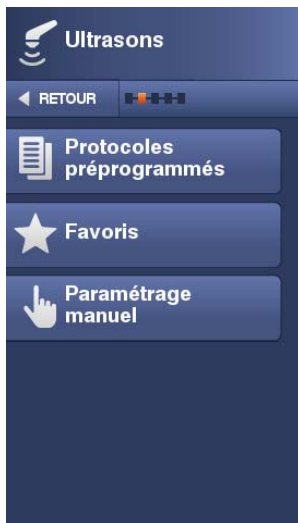 Ultrasons
RETOUR
Protocoles
préprogrammés
Favoris
Paramétrage
manuel